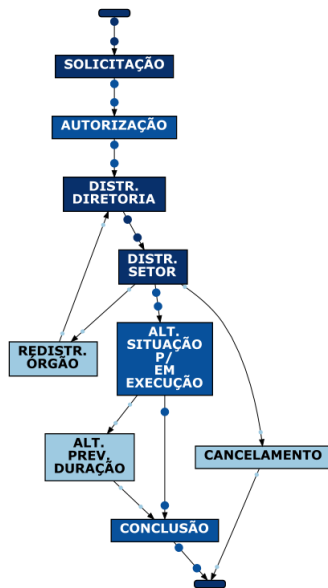 SOLICITAÇÃO
AUTORIZAÇÃO
DISTR.
DIRETORIA
DISTR.
SETOR
ALT.
SITUAÇÃO
P/
EM
EXECUÇÃO
REDISTR.
ÓRGÃO
ALT.
PREV.
DURAÇÃO
CANCELAMENTO
CONCLUSÃO